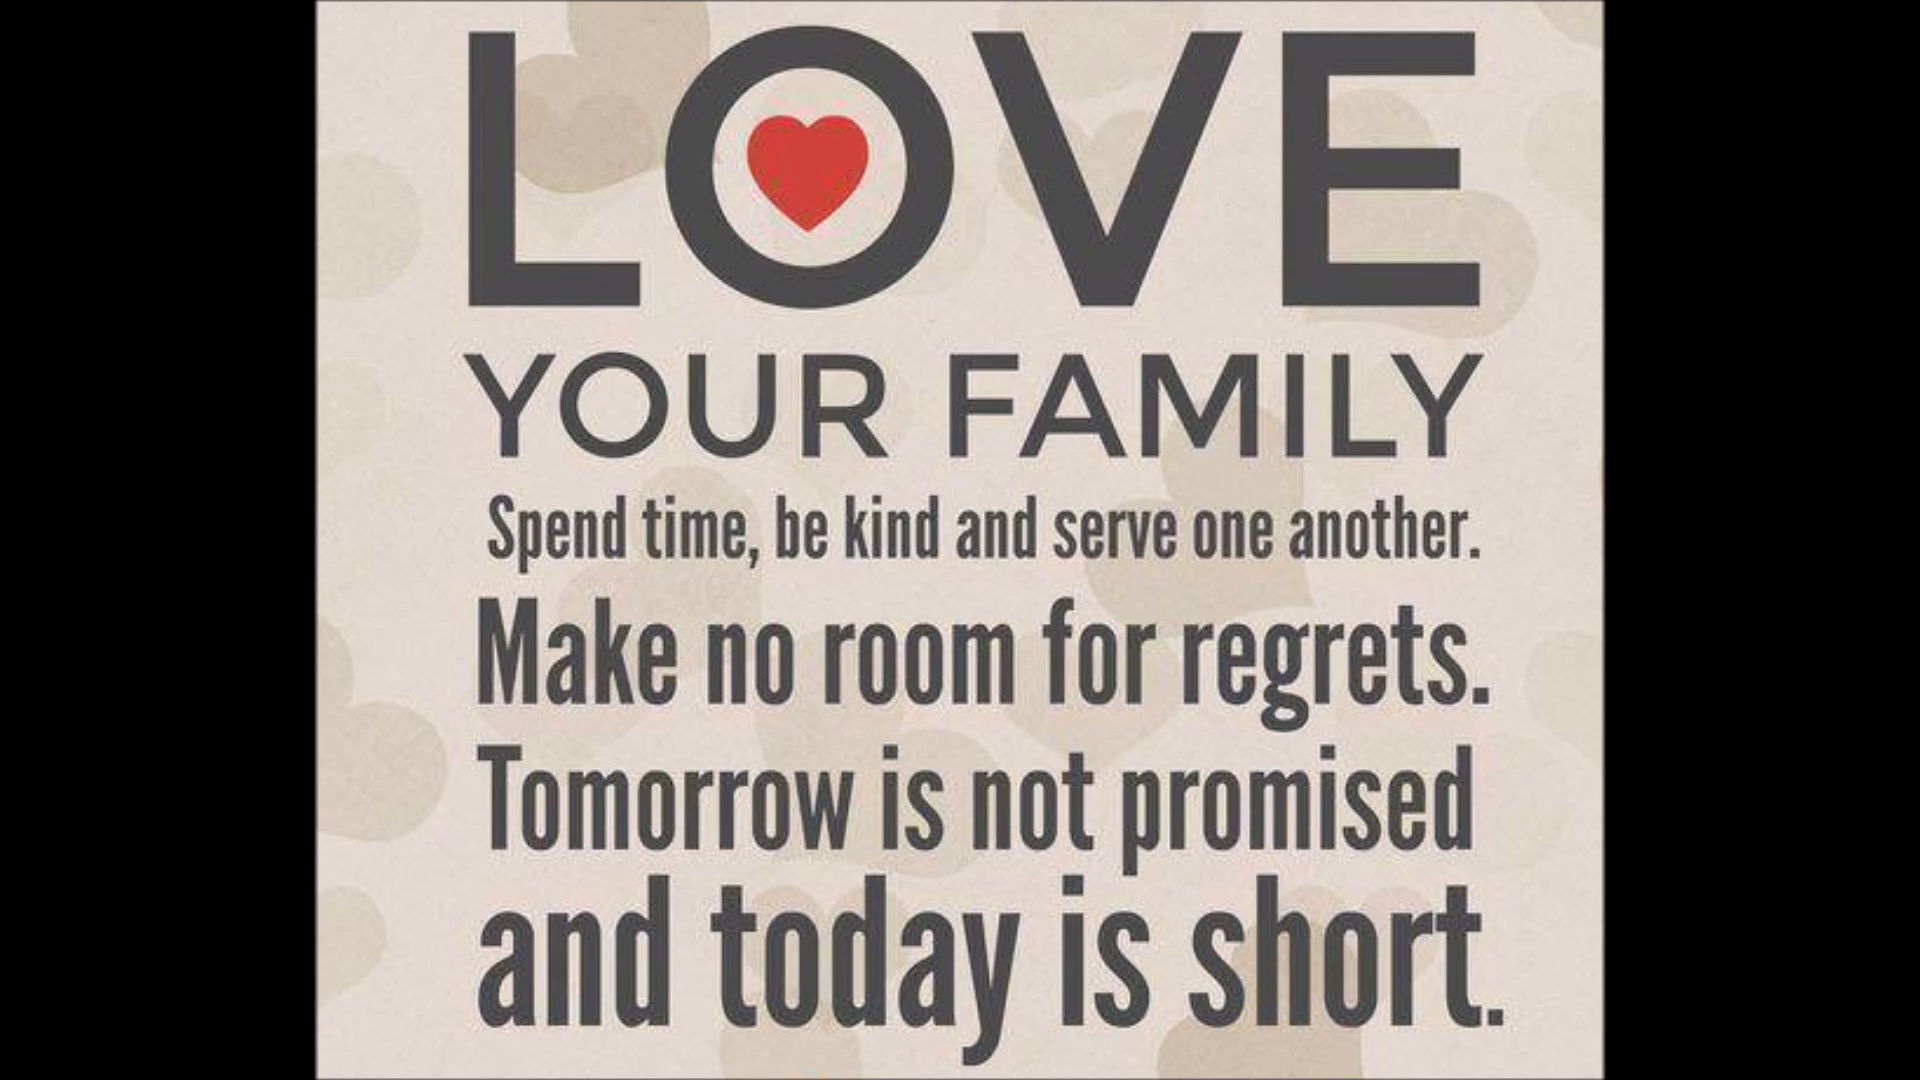 LOVE
YOUR FAMILY
Spend time, be kind and serve one another.
Make no room for regrets.
Tomorrow is not promised
and today is short.